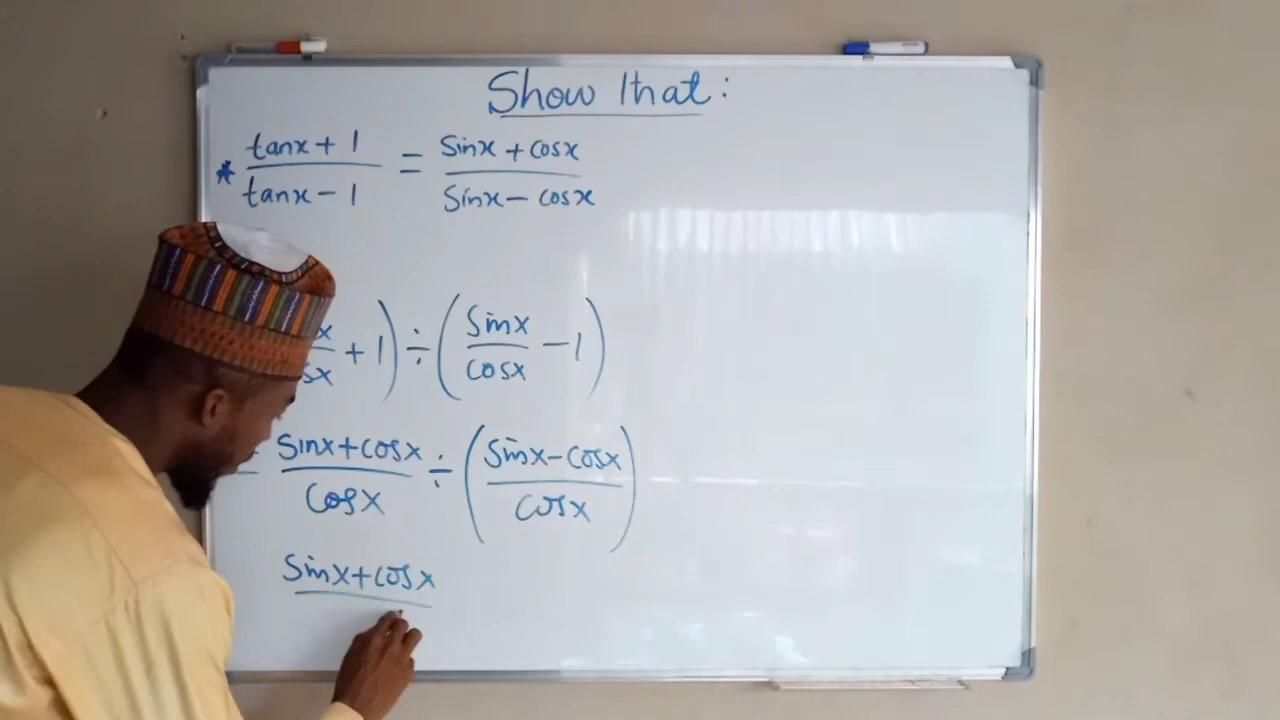 Show that:
* tanx + 1 / tanx - 1 = Sinx + cosx / Sinx - cosx
x / sx + 1) ÷ (Sinx / cosx - 1)
Sinx + cosx / cosx ÷ (Sinx - cosx / cosx)
Sinx + cosx